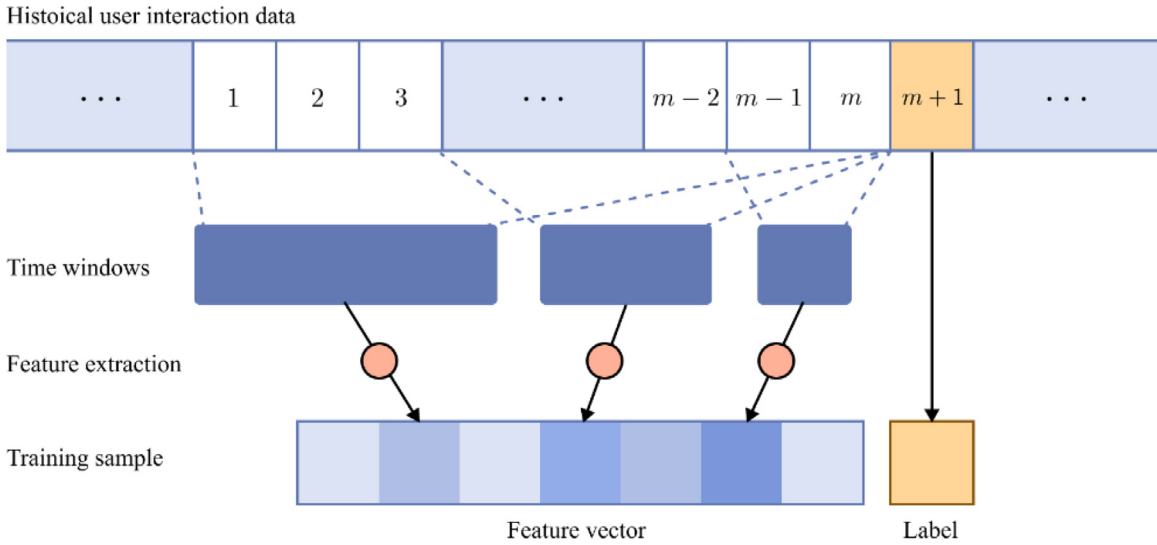 Histoical user interaction data
··· 1 2 3 ··· m − 2 m − 1 m m + 1 ···
Time windows
Feature extraction
Training sample
Feature vector Label